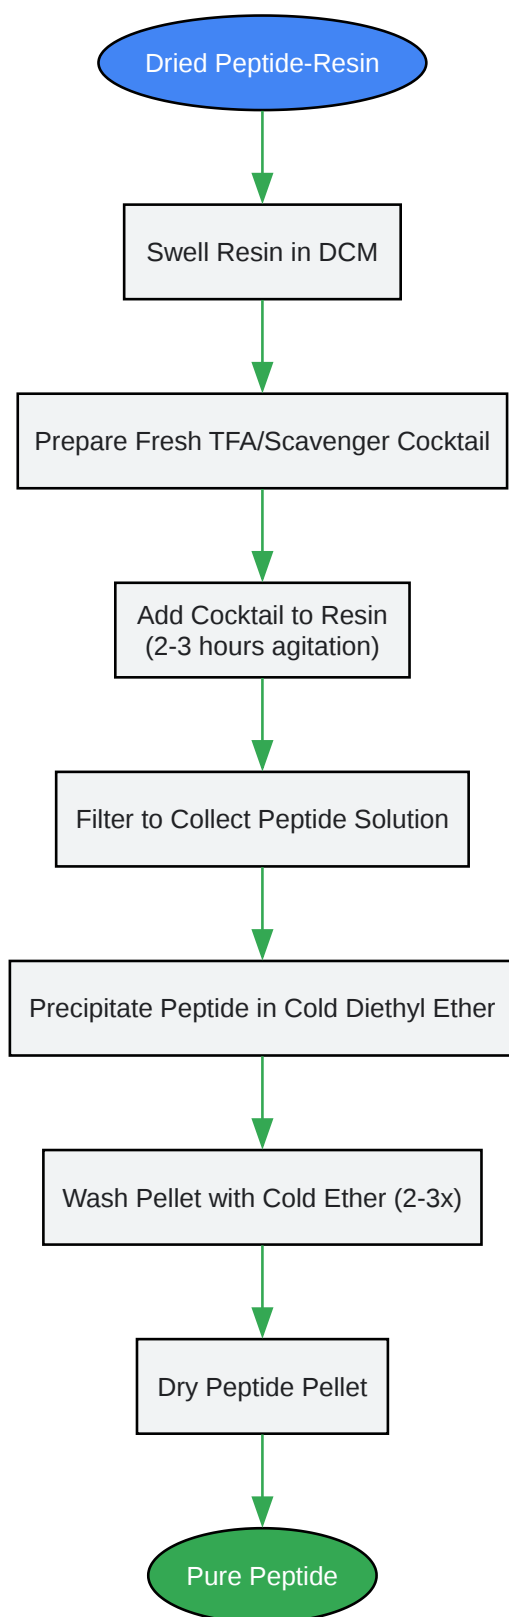 Dried Peptide-Resin
Swell Resin in DCM
Prepare Fresh TFA/Scavenger Cocktail
Add Cocktail to Resin
(2-3 hours agitation)
Filter to Collect Peptide Solution
Precipitate Peptide in Cold Diethyl Ether
Wash Pellet with Cold Ether (2-3x)
Dry Peptide Pellet
Pure Peptide